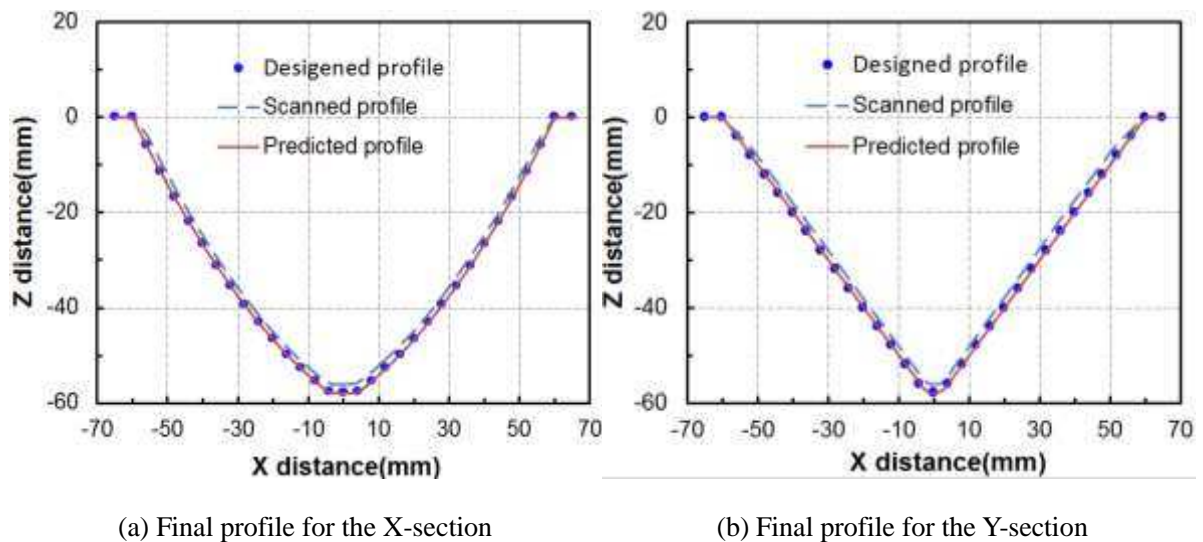 20
0
-20
-40
-60
Z distance(mm)
Desigened profile
Scanned profile
Predicted profile
-70 -50 -30 -10 10 30 50 70
X distance(mm)
20
0
-20
-40
-60
Z distance(mm)
Designed profile
Scanned profile
Predicted profile
-70 -50 -30 -10 10 30 50 70
X distance(mm)
(a) Final profile for the X-section
(b) Final profile for the Y-section